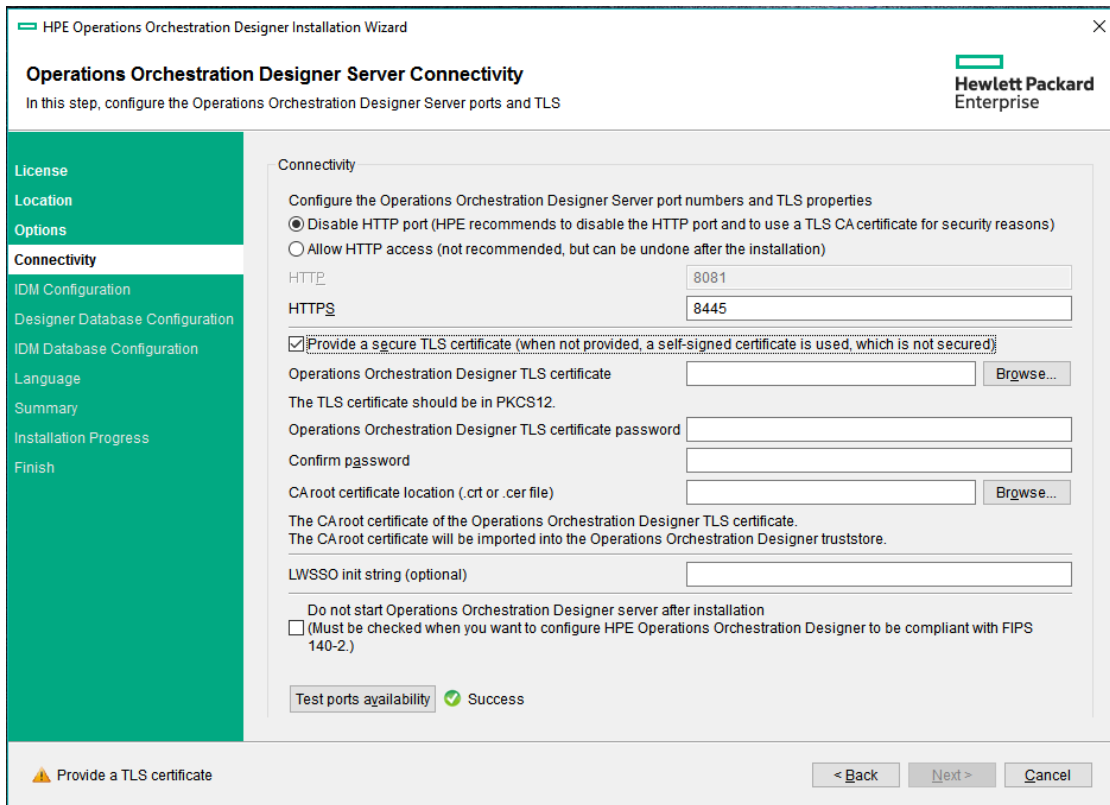 HPE Operations Orchestration Designer Installation Wizard
Operations Orchestration Designer Server Connectivity
In this step, configure the Operations Orchestration Designer Server ports and TLS
Hewlett Packard
Enterprise
License
Location
Options
Connectivity
IDM Configuration
Designer Database Configuration
IDM Database Configuration
Language
Summary
Installation Progress
Finish
Connectivity
Configure the Operations Orchestration Designer Server port numbers and TLS properties
Disable HTTP port (HPE recommends to disable the HTTP port and to use a TLS CA certificate for security reasons)
Allow HTTP access (not recommended, but can be undone after the installation)
HTTP 8081
HTTPS 8445
Provide a secure TLS certificate (when not provided, a self-signed certificate is used, which is not secured)
Operations Orchestration Designer TLS certificate Browse...
The TLS certificate should be in PKCS12.
Operations Orchestration Designer TLS certificate password
Confirm password
CA root certificate location (.crt or .cer file) Browse...
The CA root certificate of the Operations Orchestration Designer TLS certificate.
The CA root certificate will be imported into the Operations Orchestration Designer truststore.
LWSSO init string (optional)
Do not start Operations Orchestration Designer server after installation
(Must be checked when you want to configure HPE Operations Orchestration Designer to be compliant with FIPS
140-2.)
Test ports availability Success
Provide a TLS certificate
< Back Next > Cancel